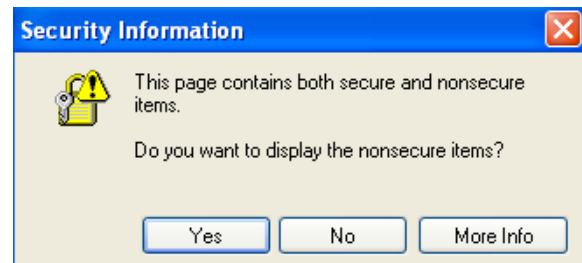 Security Information
This page contains both secure and nonsecure
items.
Do you want to display the nonsecure items?
Yes No More Info